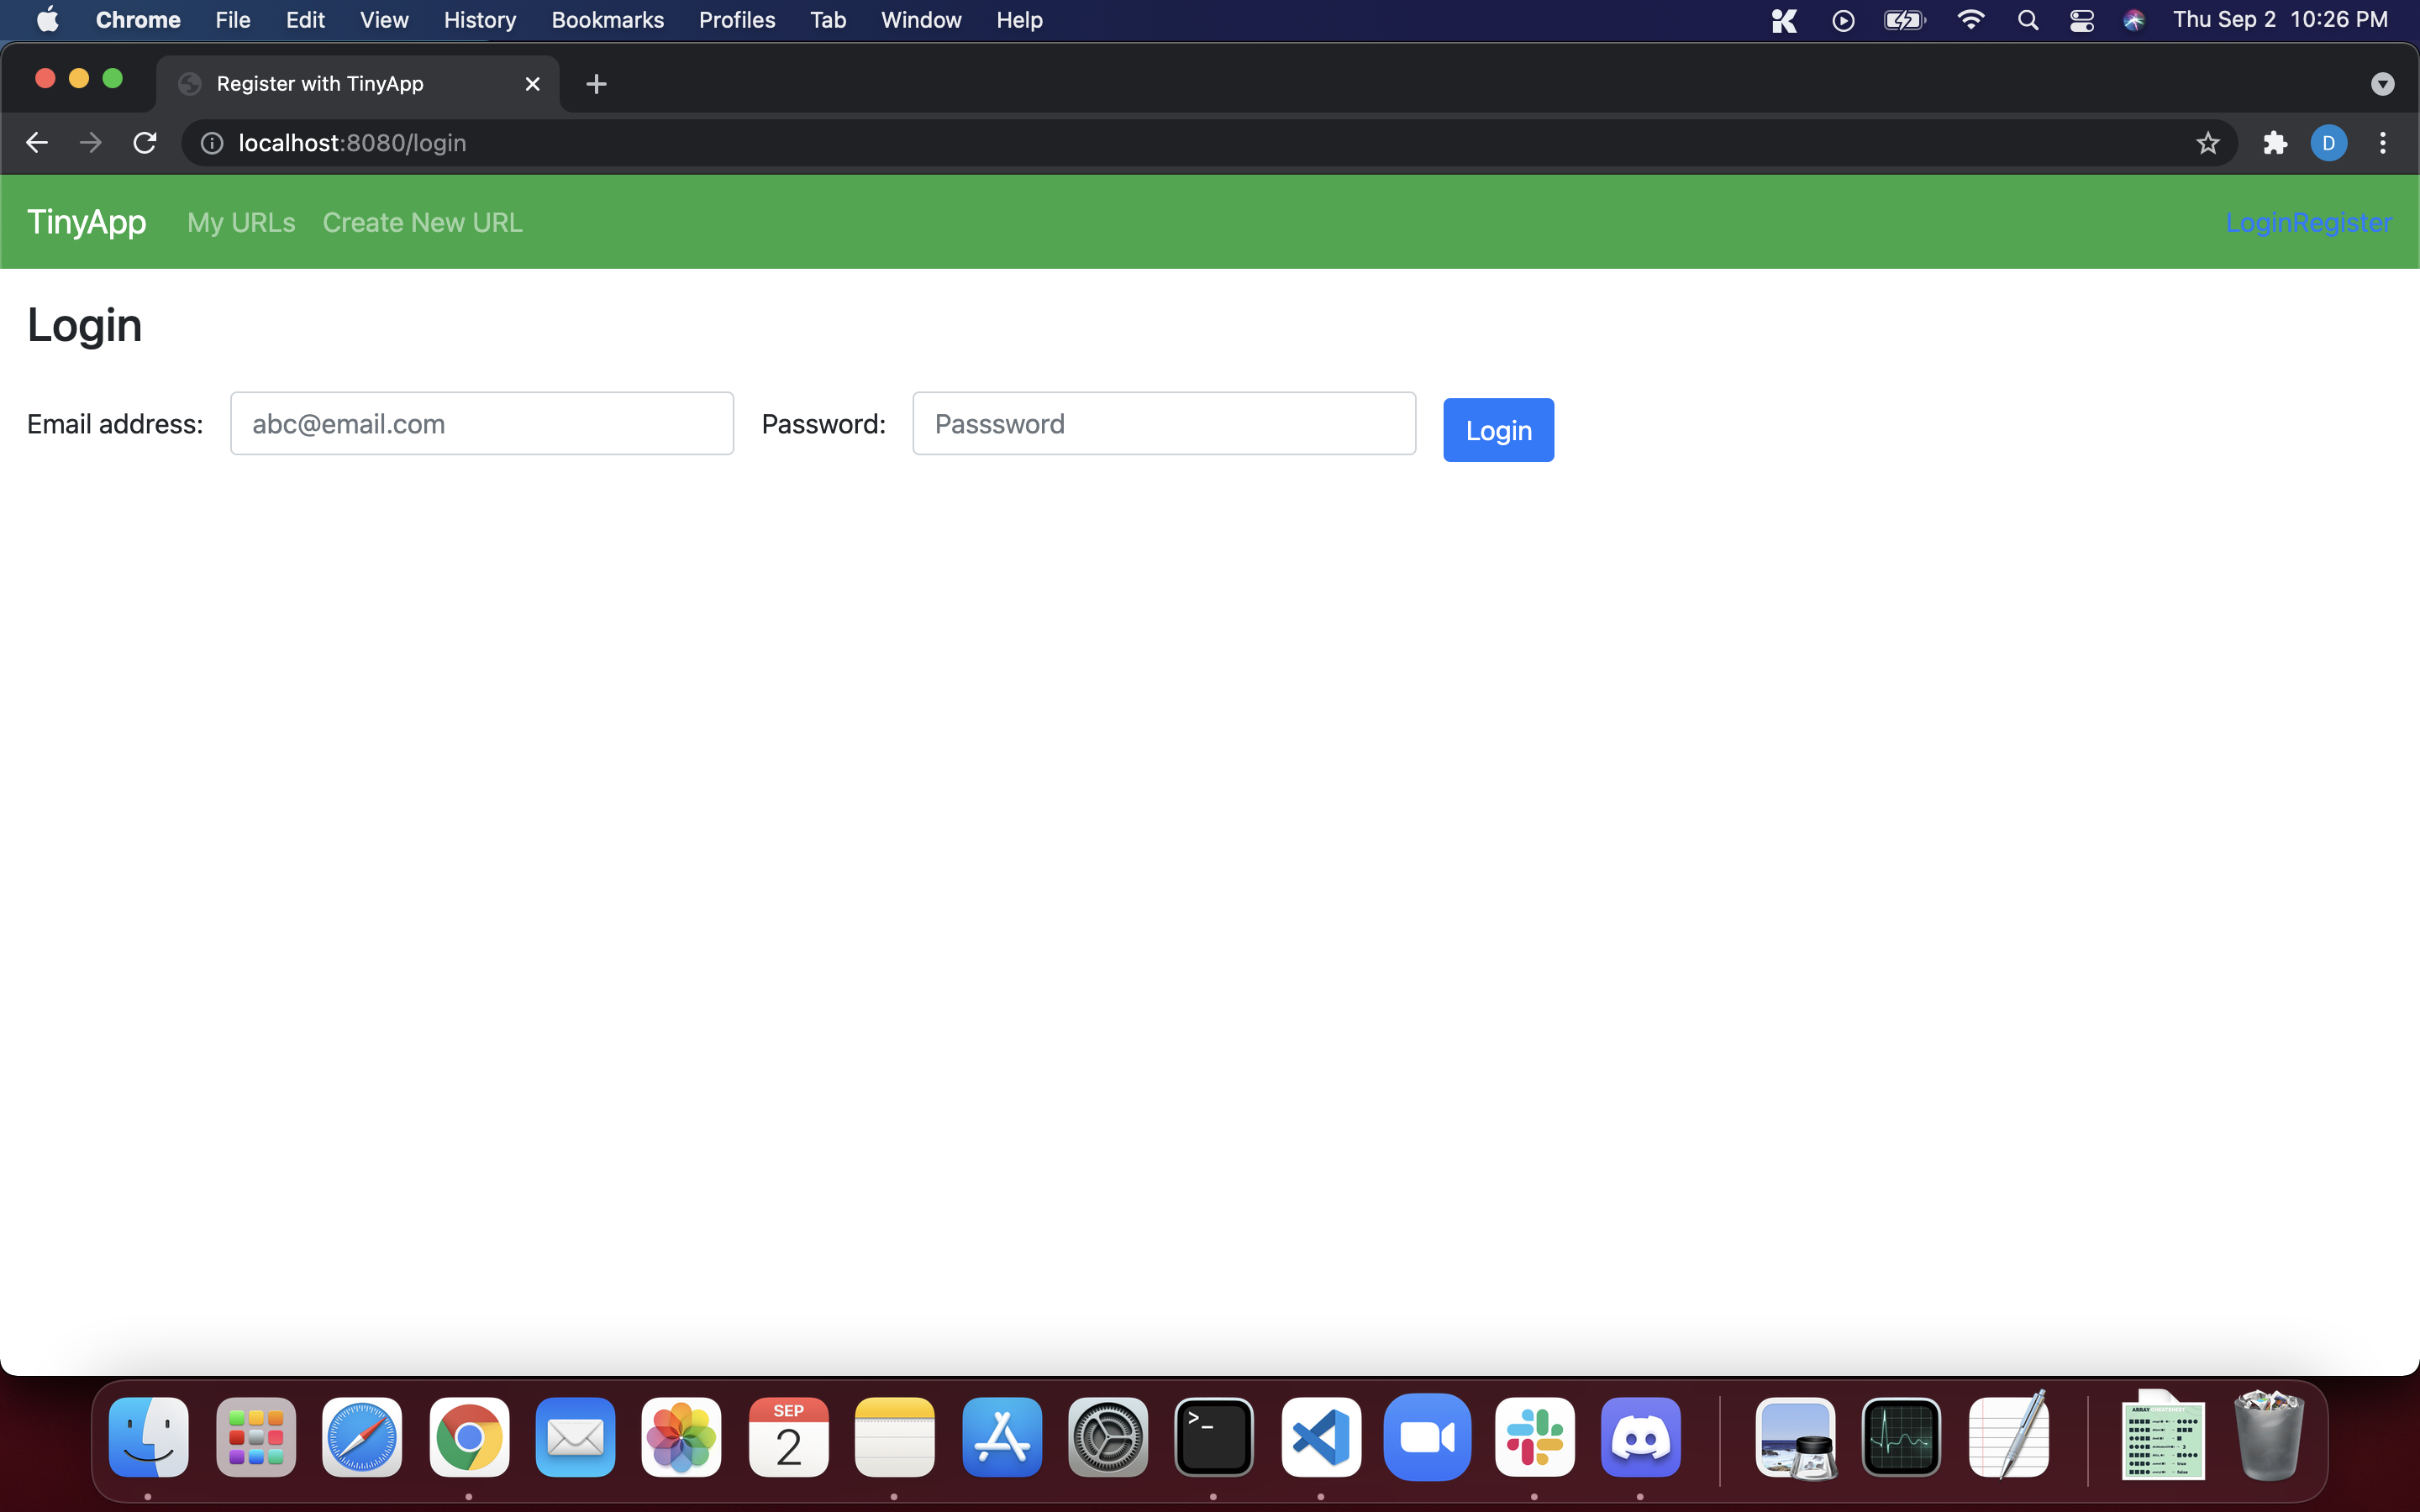 Chrome File Edit View History Bookmarks Profiles Tab Window Help Thu Sep 2 10:26 PM
Register with TinyApp
localhost:8080/login D
TinyApp My URLs Create New URL LoginRegister
Login
Email address: abc@email.com Password: Passsword Login
SEP
2
>_
ARRAY CHEATSHEET